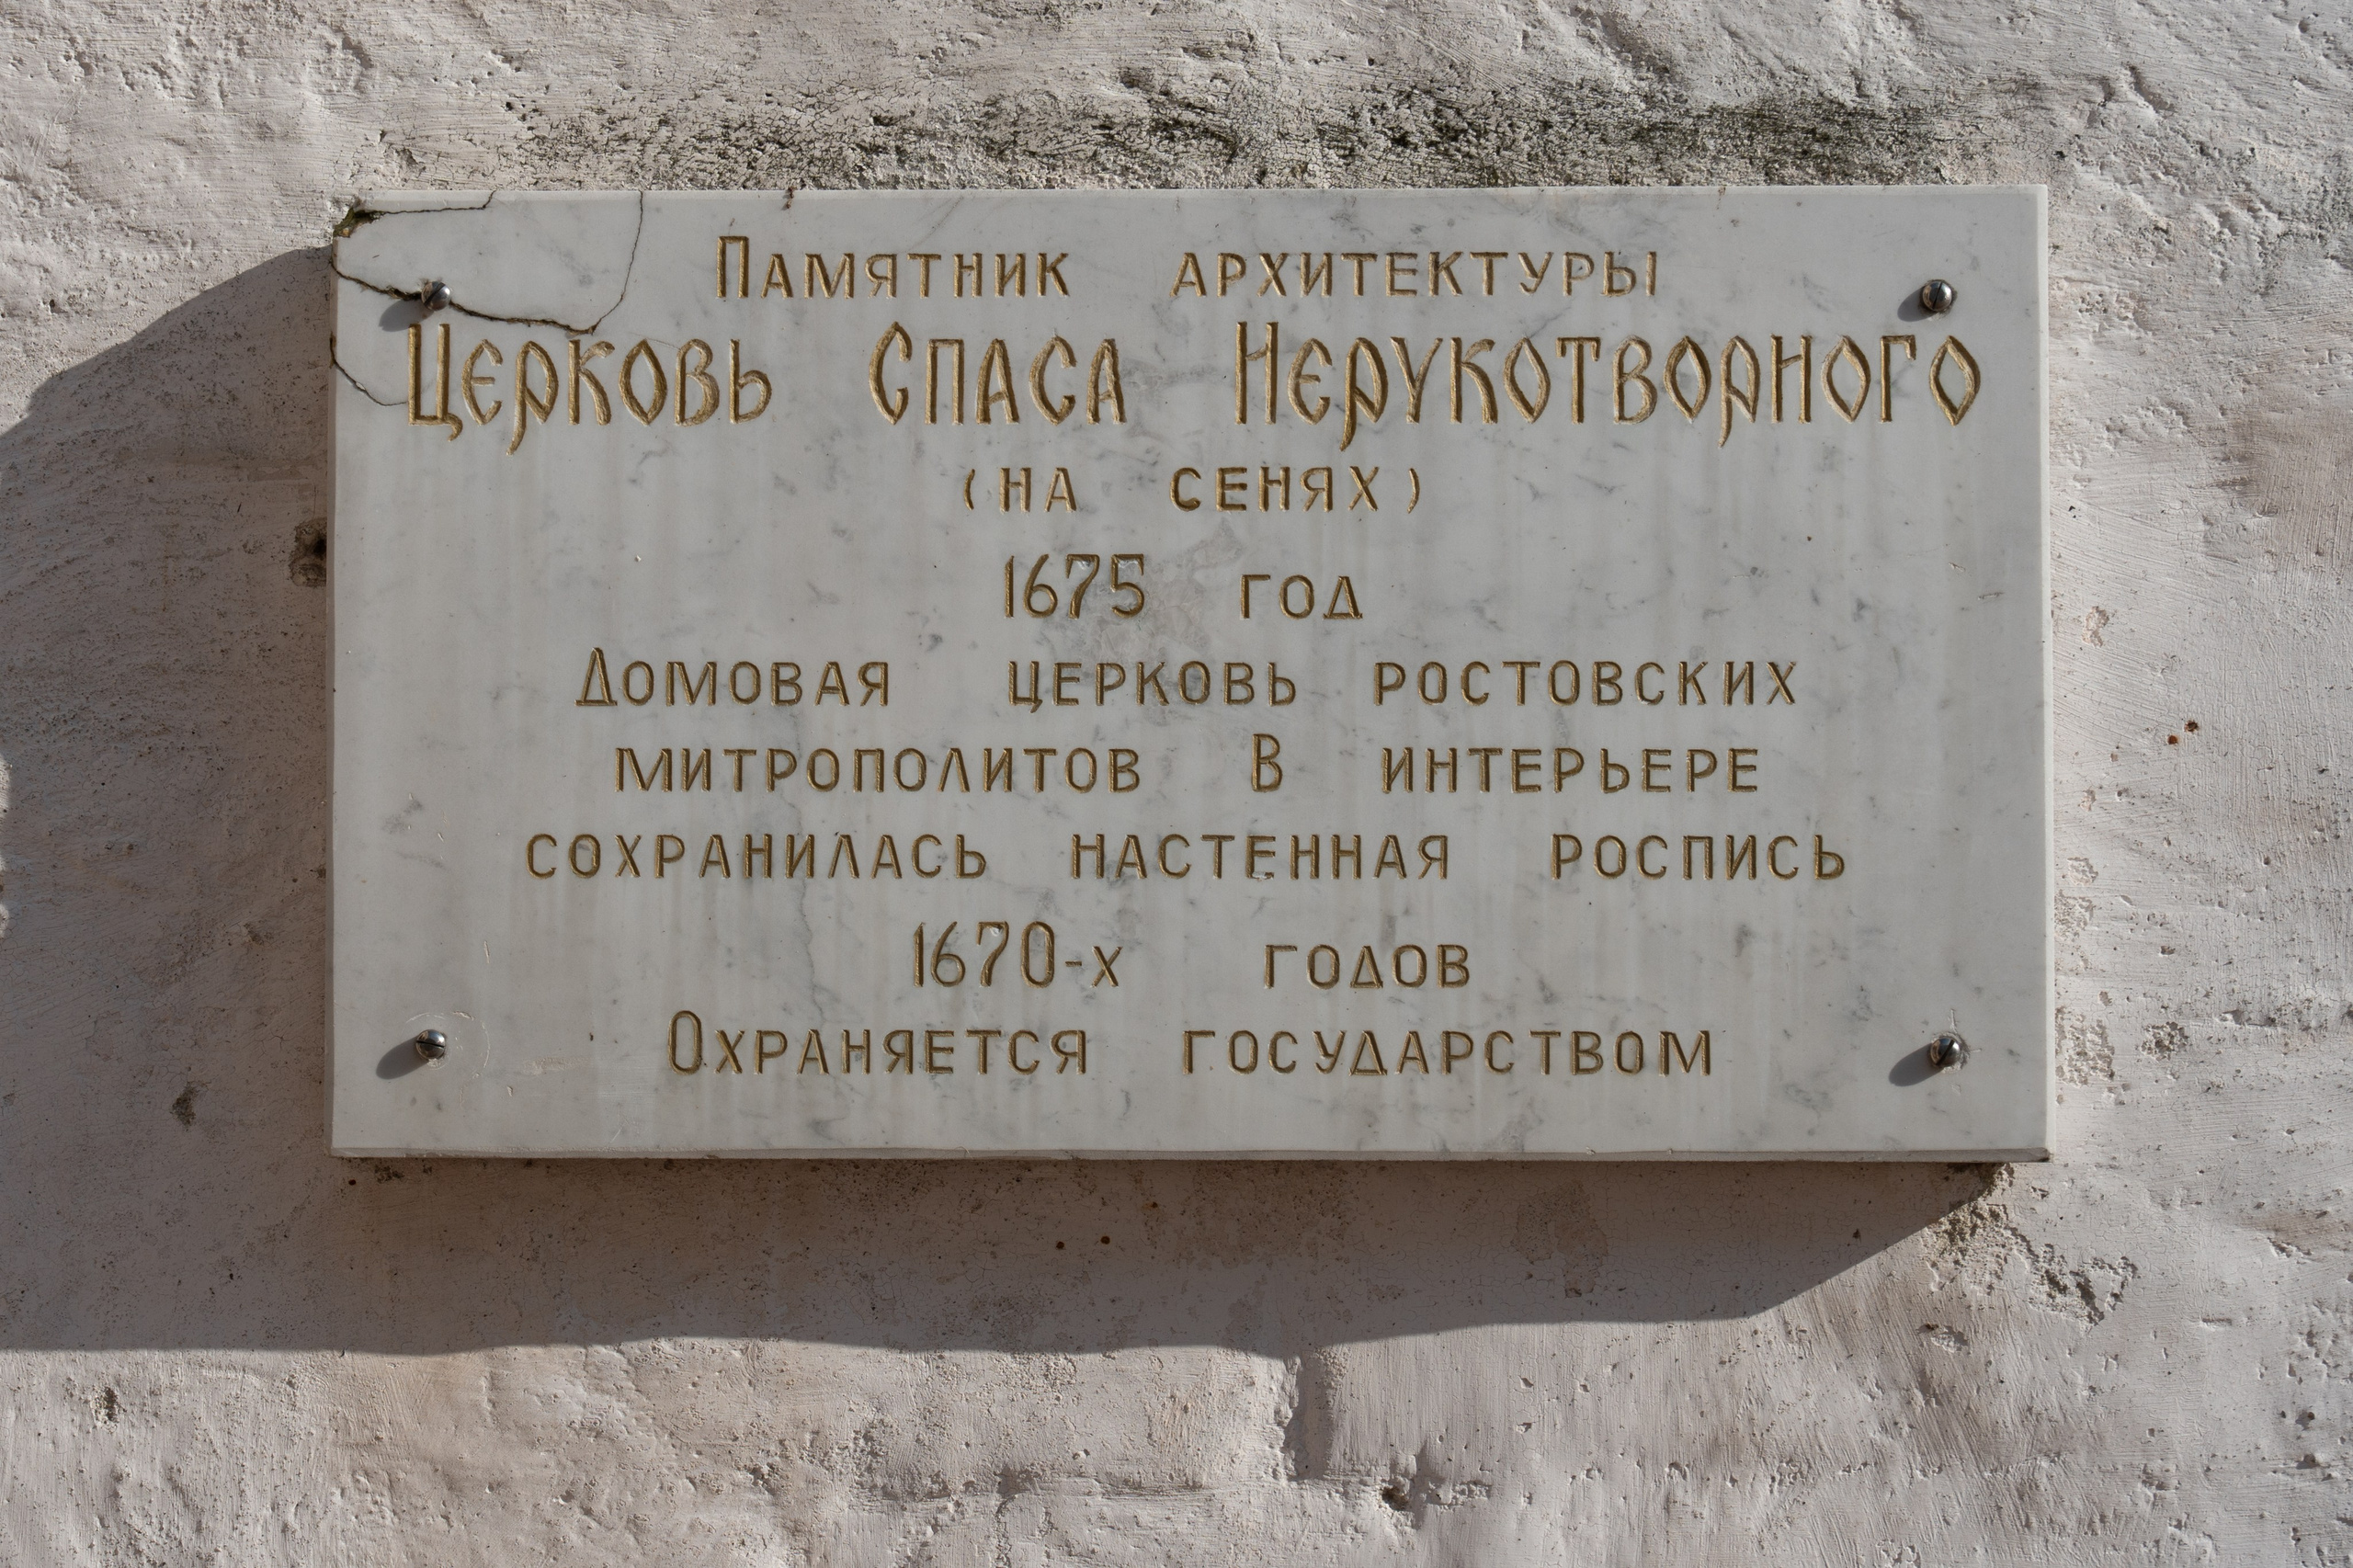 Памятник архитектуры
Церковь Спаса Нерукотворного
(на сенях)
1675 год
Домовая церковь ростовских
митрополитов В интерьере
сохранилась настенная роспись
1670-х годов
Охраняется государством